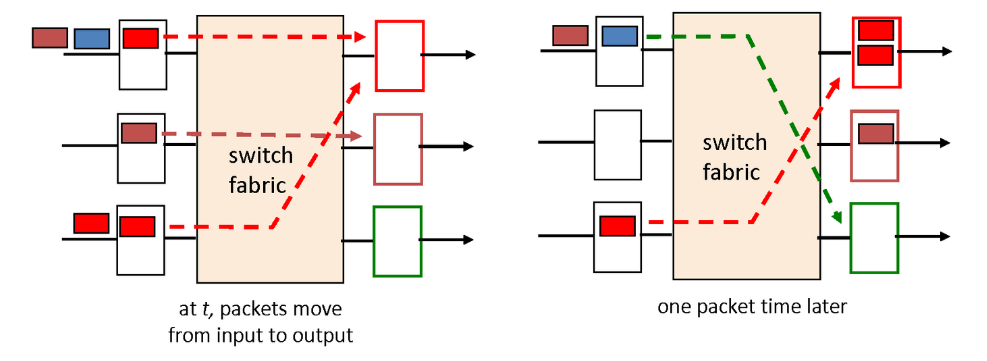 switch
fabric
at t, packets move
from input to output
switch
fabric
one packet time later